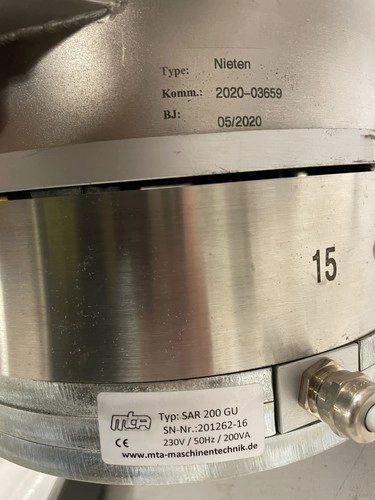 Type: Nieten
Komm.: 2020-03659
BJ: 05/2020
15
mta Typ: SAR 200 GU
SN-Nr.:201262-16
CE 230V / 50Hz / 200VA
www.mta-maschinentechnik.de